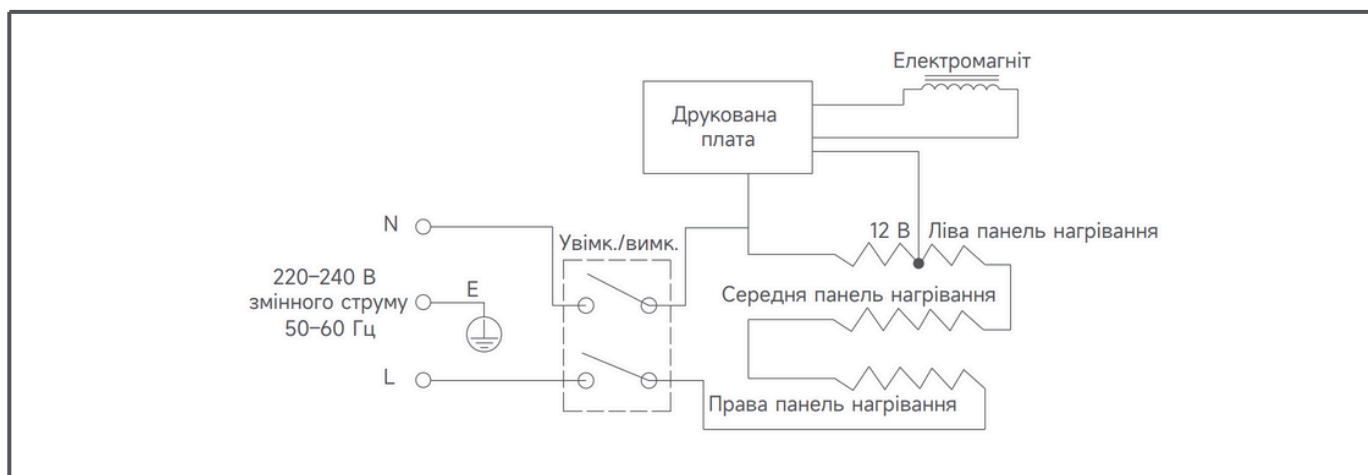 Електромагніт
Друкована
плата
N
Увімк./вимк.
12 В
Ліва панель нагрівання
220–240 В
змінного струму
50–60 Гц
E
Середня панель нагрівання
L
Права панель нагрівання